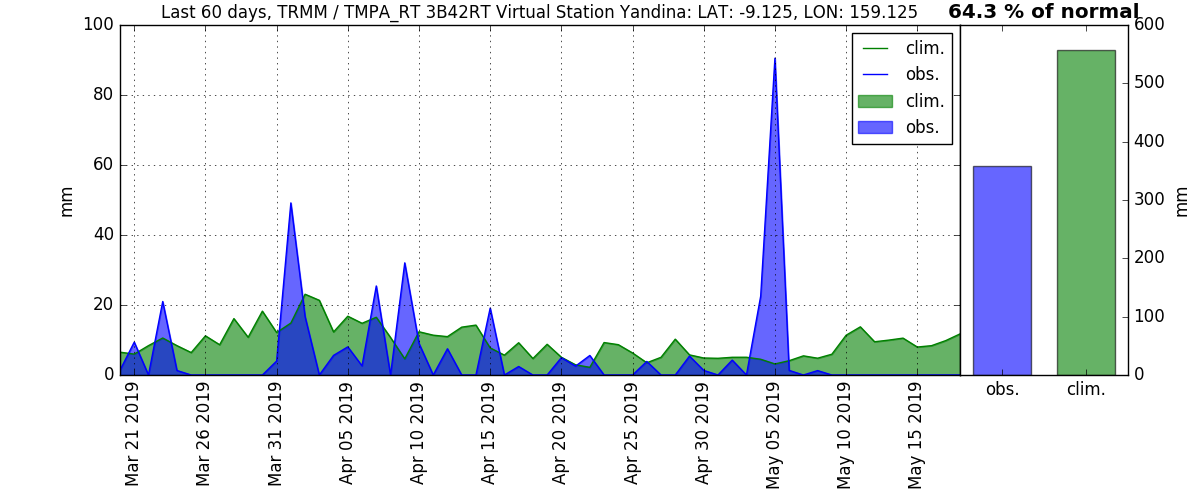 Last 60 days, TRMM / TMPA_RT 3B42RT Virtual Station Yandina: LAT: -9.125, LON: 159.125
64.3 % of normal
100
80
60
40
20
0
mm
clim.
obs.
clim.
obs.
600
500
400
300
200
100
0
mm
Mar 21 2019
Mar 26 2019
Mar 31 2019
Apr 05 2019
Apr 10 2019
Apr 15 2019
Apr 20 2019
Apr 25 2019
Apr 30 2019
May 05 2019
May 10 2019
May 15 2019
obs.
clim.